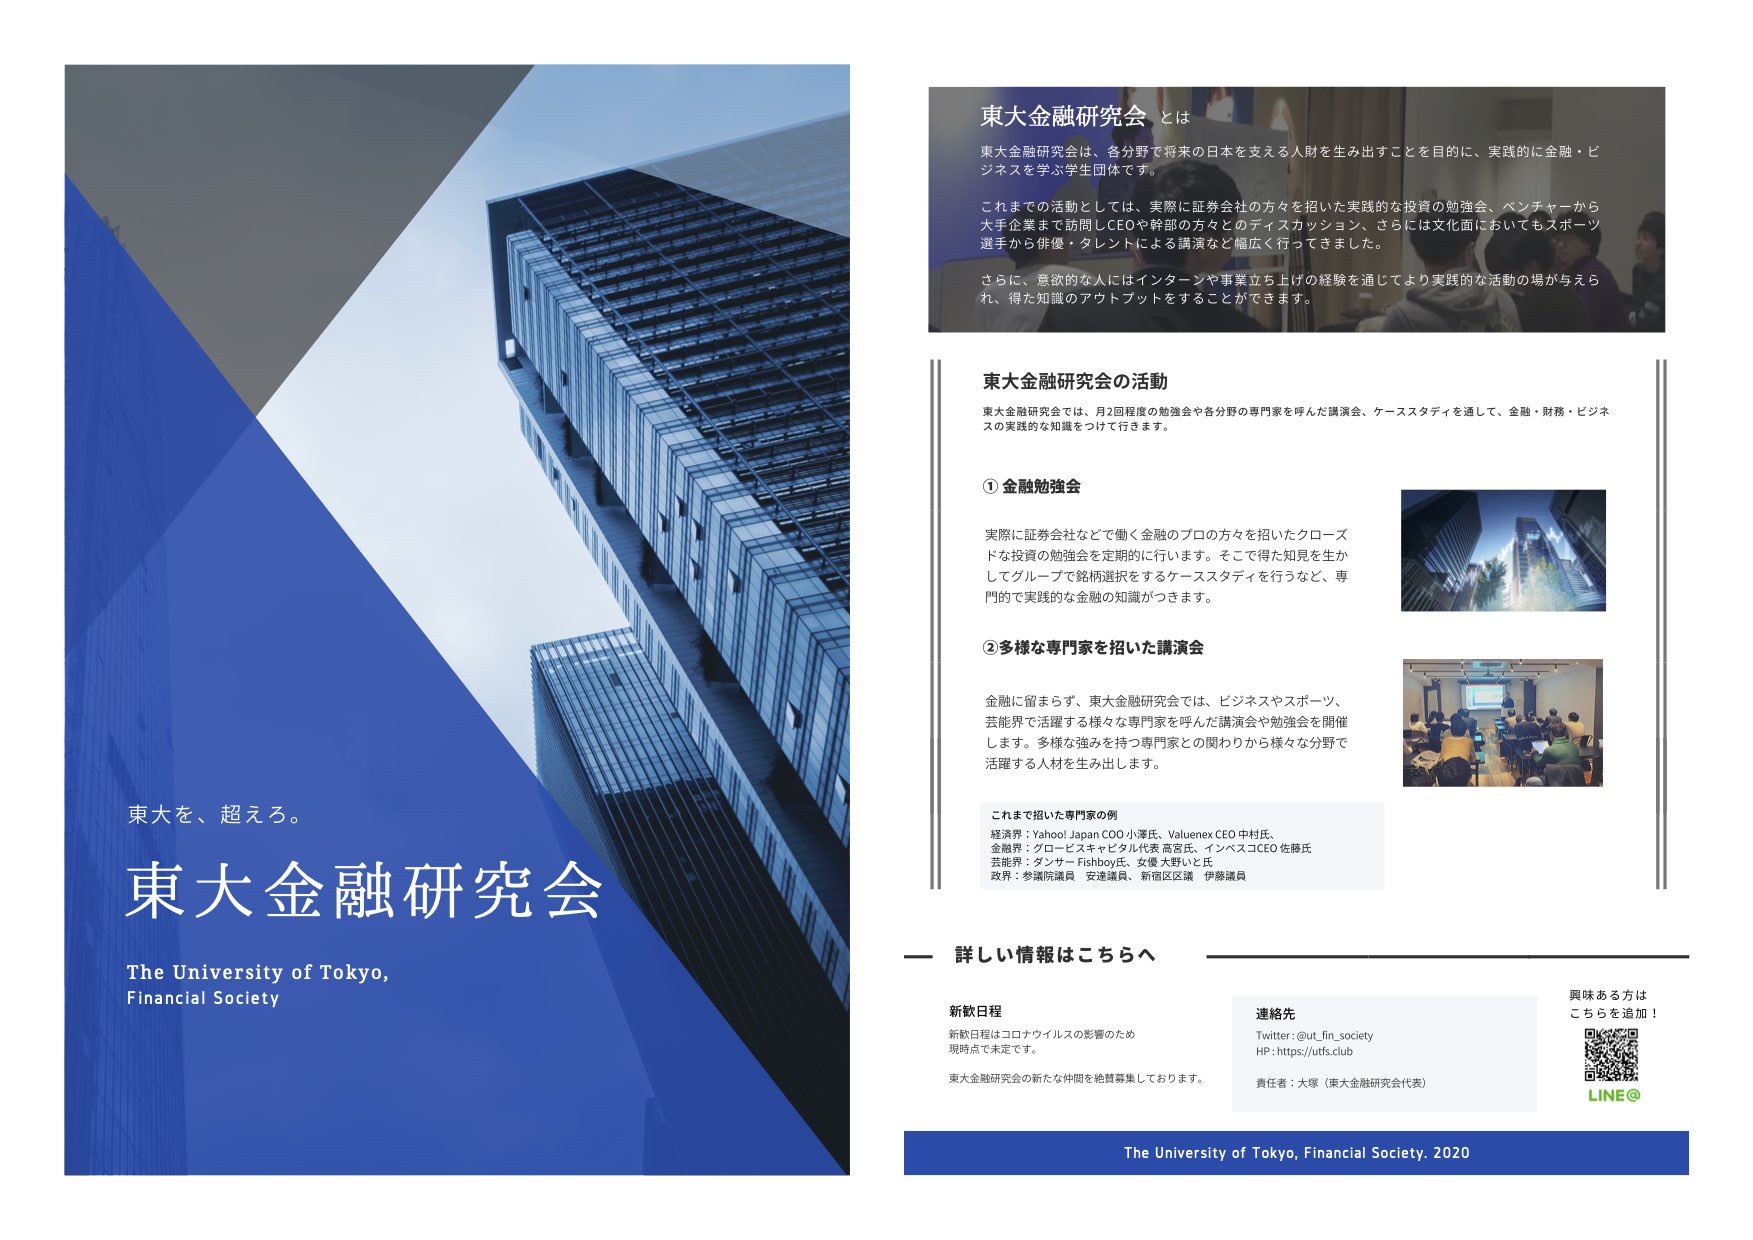 東大を、超えろ。
東大金融研究会
The University of Tokyo,
Financial Society
東大金融研究会 とは
東大金融研究会は、各分野で将来の日本を支える人財を生み出すことを目的に、実践的に金融・ビ
ジネスを学ぶ学生団体です。
これまでの活動としては、実際に証券会社の方々を招いた実践的な投資の勉強会、ベンチャーから
大手企業まで訪問しCEOや幹部の方々とのディスカッション、さらには文化面においてもスポーツ
選手から俳優・タレントによる講演など幅広く行ってきました。
さらに、意欲的な人にはインターンや事業立ち上げの経験を通じてより実践的な活動の場が与えら
れ、得た知識のアウトプットをすることができます。
東大金融研究会の活動
東大金融研究会では、月2回程度の勉強会や各分野の専門家を呼んだ講演会、ケーススタディを通して、金融・財務・ビジネ
スの実践的な知識をつけて行きます。
① 金融勉強会
実際に証券会社などで働く金融のプロの方々を招いたクローズ
ドな投資の勉強会を定期的に行います。そこで得た知見を生か
してグループで銘柄選択をするケーススタディを行うなど、専
門的で実践的な金融の知識がつきます。
②多様な専門家を招いた講演会
金融に留まらず、東大金融研究会では、ビジネスやスポーツ、
芸能界で活躍する様々な専門家を呼んだ講演会や勉強会を開催
します。多様な強みを持つ専門家との関わりから様々な分野で
活躍する人材を生み出します。
これまで招いた専門家の例
経済界：Yahoo! Japan COO 小澤氏、Valuenex CEO 中村氏、
金融界：グロービスキャピタル代表 高宮氏、インベスコCEO 佐藤氏
芸能界：ダンサー Fishboy氏、女優 大野いと氏
政界：参議院議員　安達議員、 新宿区区議　伊藤議員
詳しい情報はこちらへ
新歓日程
新歓日程はコロナウイルスの影響のため
現時点で未定です。
東大金融研究会の新たな仲間を絶賛募集しております。
連絡先
Twitter : @ut_fin_society
HP : https://utfs.club
責任者：大塚（東大金融研究会代表）
興味ある方は
こちらを追加！
LINE@
The University of Tokyo, Financial Society. 2020